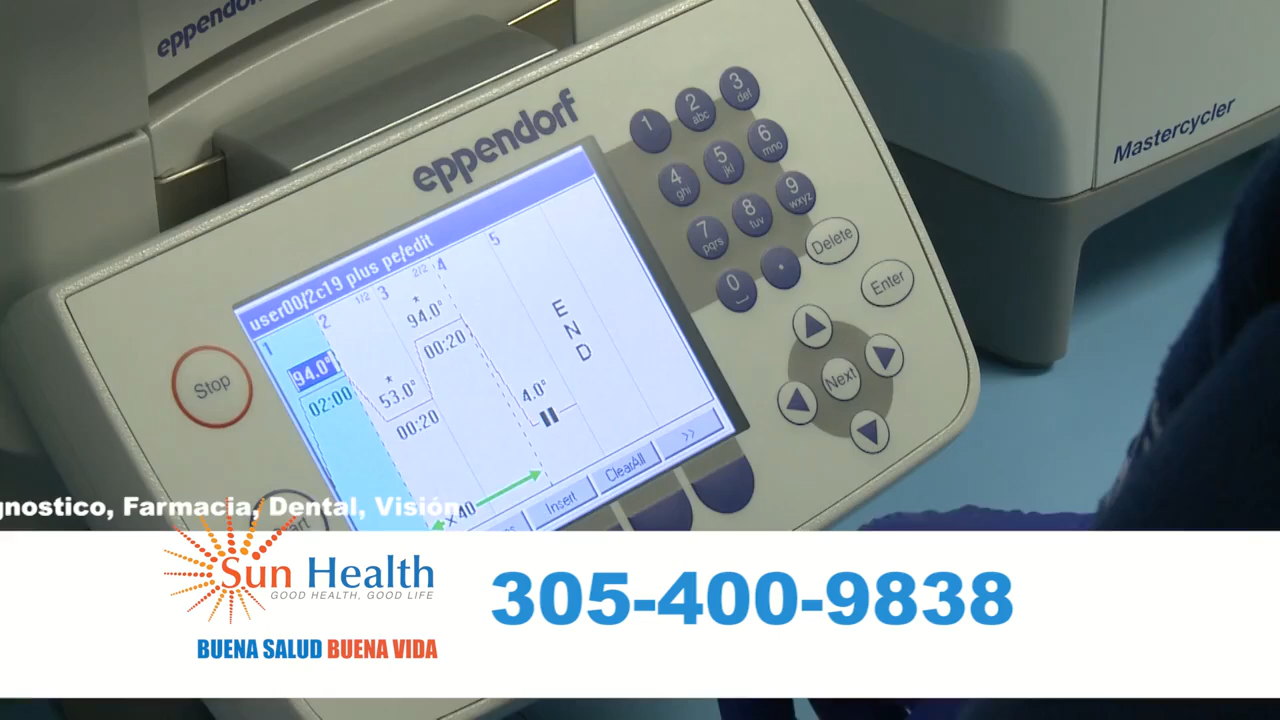 eppendorf
eppendorf
Mastercycler
1
2 abc
3 def
4 ghi
5 jkl
6 mno
7 pqrs
8 tuv
9 wxyz
0
.
Delete
Enter
Next
Stop
user00/2c19 plus pe/edit
1
2
1/2
3
2/2
4
5
94.0°
02:00
*
53.0°
00:20
*
94.0°
00:20
4.0°
END
x 40
Insert
ClearAll
>>
gnostico, Farmacia, Dental, Visión
Sun Health
GOOD HEALTH, GOOD LIFE
BUENA SALUD BUENA VIDA
305-400-9838